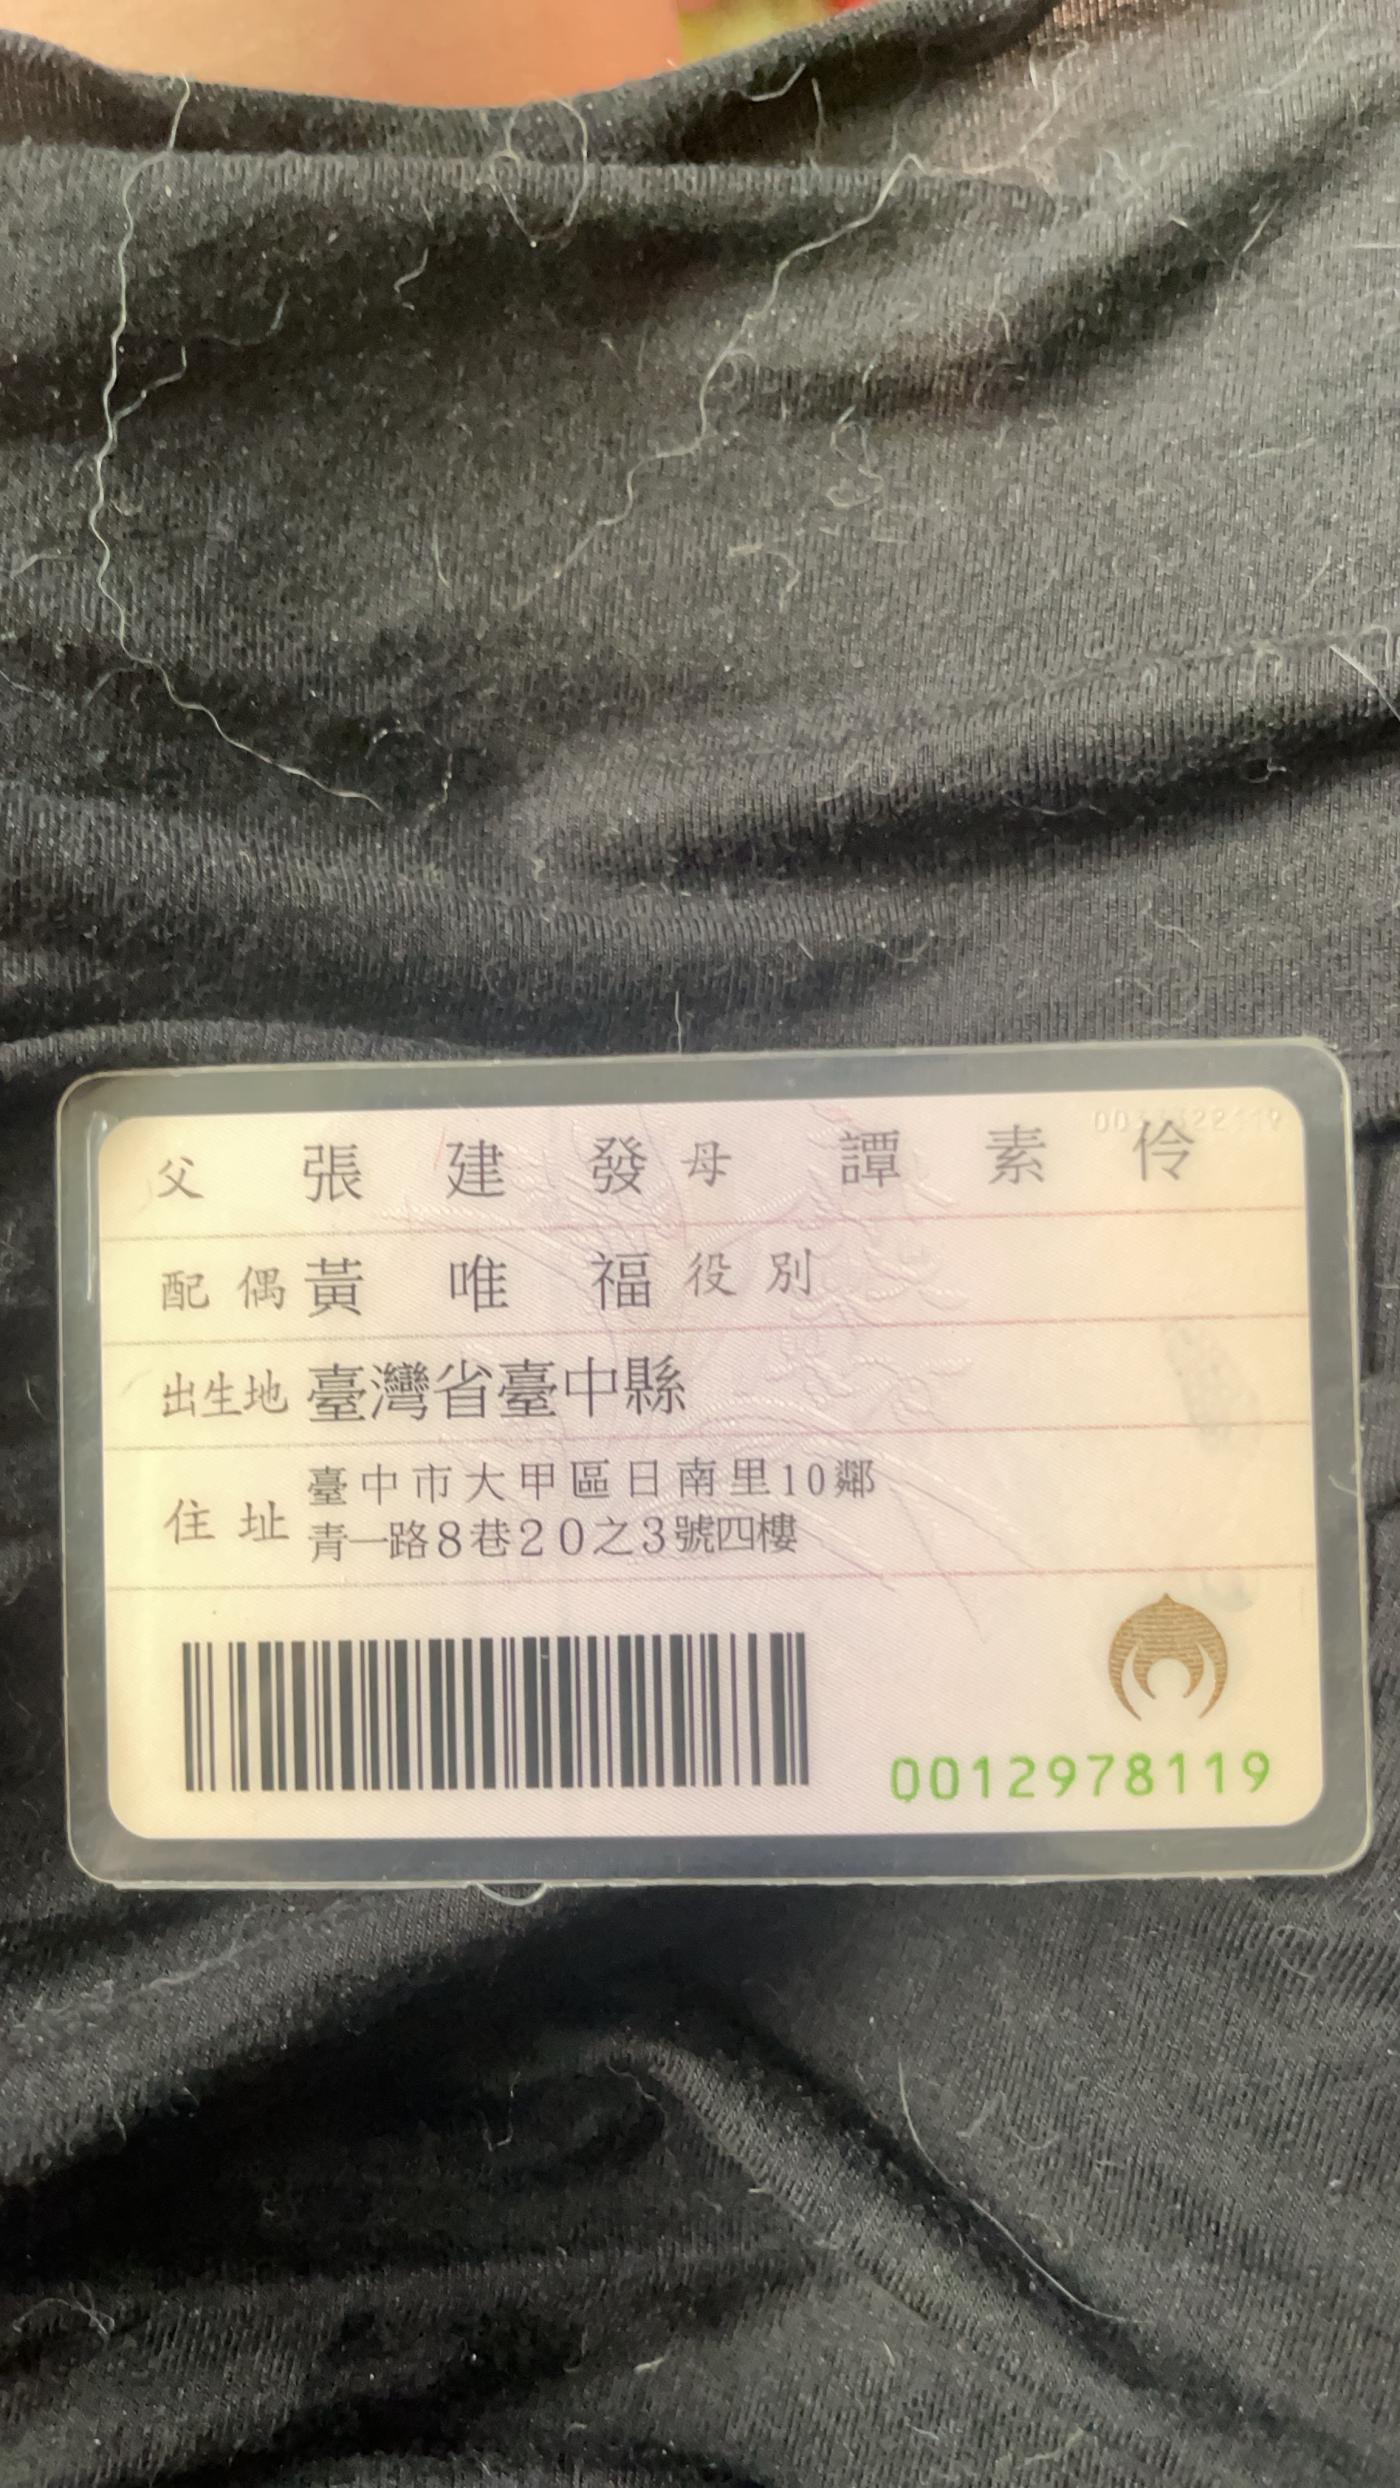 父 張建發 母 譚素伶
配偶 黃唯福 役別
出生地 臺灣省臺中縣
住址 臺中市大甲區日南里10鄰
青一路8巷20之3號四樓
0012978119